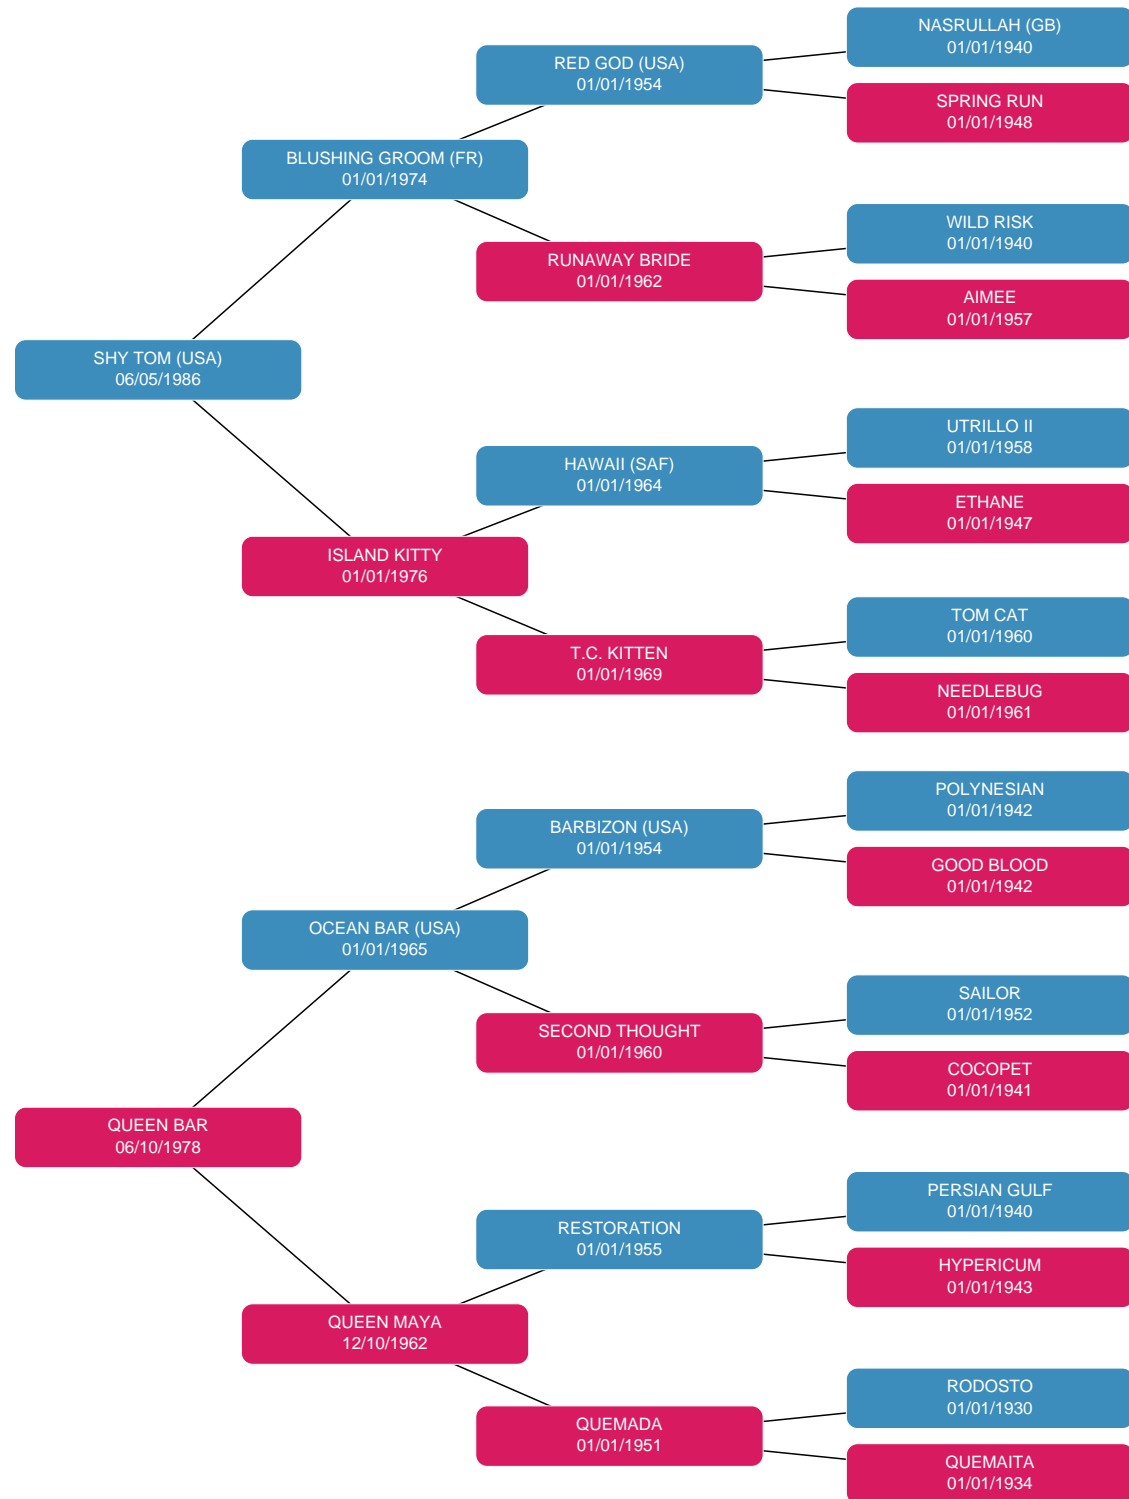 NASRULLAH (GB)
01/01/1940
RED GOD (USA)
01/01/1954
SPRING RUN
01/01/1948
BLUSHING GROOM (FR)
01/01/1974
WILD RISK
01/01/1940
RUNAWAY BRIDE
01/01/1962
AIMEE
01/01/1957
SHY TOM (USA)
06/05/1986
UTRILLO II
01/01/1958
HAWAII (SAF)
01/01/1964
ETHANE
01/01/1947
ISLAND KITTY
01/01/1976
TOM CAT
01/01/1960
T.C. KITTEN
01/01/1969
NEEDLEBUG
01/01/1961
POLYNESIAN
01/01/1942
BARBIZON (USA)
01/01/1954
GOOD BLOOD
01/01/1942
OCEAN BAR (USA)
01/01/1965
SAILOR
01/01/1952
SECOND THOUGHT
01/01/1960
COCOPET
01/01/1941
QUEEN BAR
06/10/1978
PERSIAN GULF
01/01/1940
RESTORATION
01/01/1955
HYPERICUM
01/01/1943
QUEEN MAYA
12/10/1962
RODOSTO
01/01/1930
QUEMADA
01/01/1951
QUEMAITA
01/01/1934